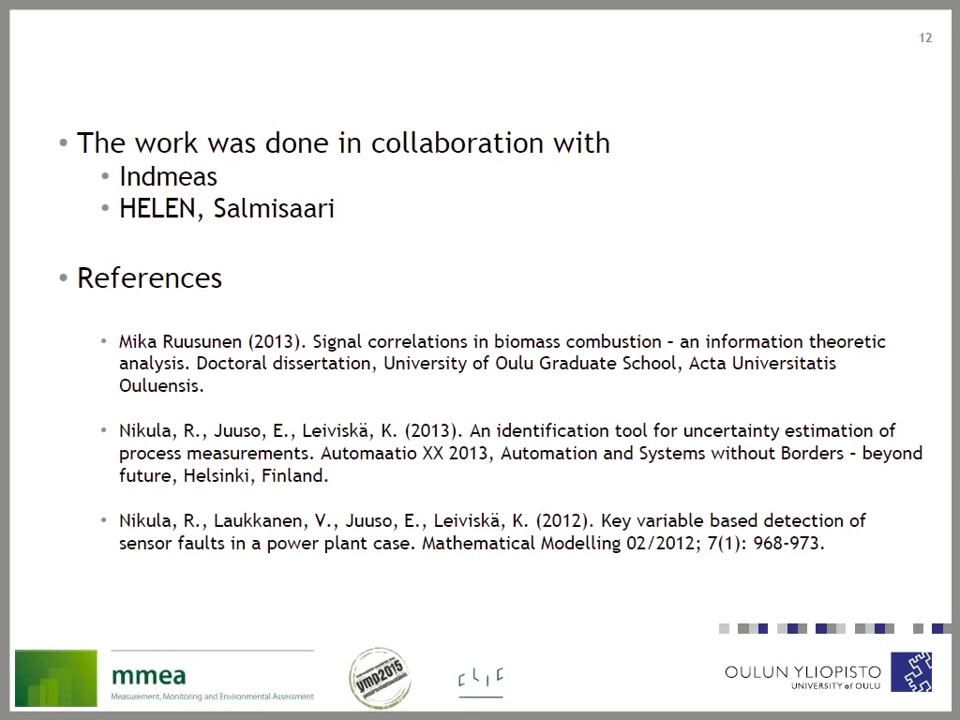 12
• The work was done in collaboration with
• Indmeas
• HELEN, Salmisaari
• References
• Mika Ruusunen (2013). Signal correlations in biomass combustion – an information theoretic
analysis. Doctoral dissertation, University of Oulu Graduate School, Acta Universitatis
Ouluensis.
• Nikula, R., Juuso, E., Leiviskä, K. (2013). An identification tool for uncertainty estimation of
process measurements. Automaatio XX 2013, Automation and Systems without Borders – beyond
future, Helsinki, Finland.
• Nikula, R., Laukkanen, V., Juuso, E., Leiviskä, K. (2012). Key variable based detection of
sensor faults in a power plant case. Mathematical Modelling 02/2012; 7(1): 968-973.
mmea
Measurement, Monitoring and Environmental Assessment
ymp2015
CLIC
OULUN YLIOPISTO
UNIVERSITY of OULU